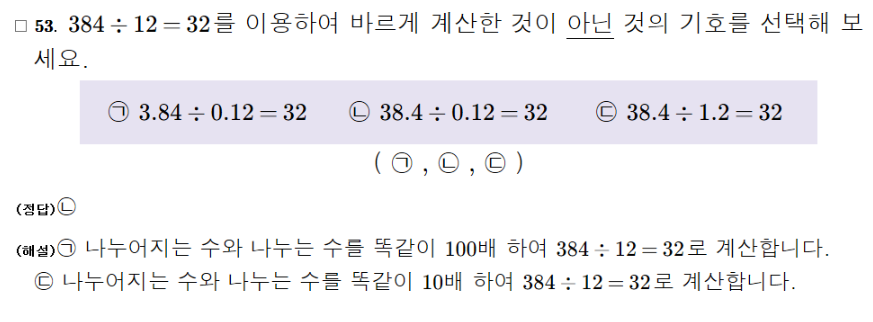 □ 53. 384 ÷ 12 = 32를 이용하여 바르게 계산한 것이 아닌 것의 기호를 선택해 보
세요.
㉠ 3.84 ÷ 0.12 = 32 ㉡ 38.4 ÷ 0.12 = 32 ㉢ 38.4 ÷ 1.2 = 32
( ㉠ , ㉡ , ㉢ )
(정답)㉡
(해설)㉠ 나누어지는 수와 나누는 수를 똑같이 100배 하여 384 ÷ 12 = 32로 계산합니다.
㉢ 나누어지는 수와 나누는 수를 똑같이 10배 하여 384 ÷ 12 = 32로 계산합니다.